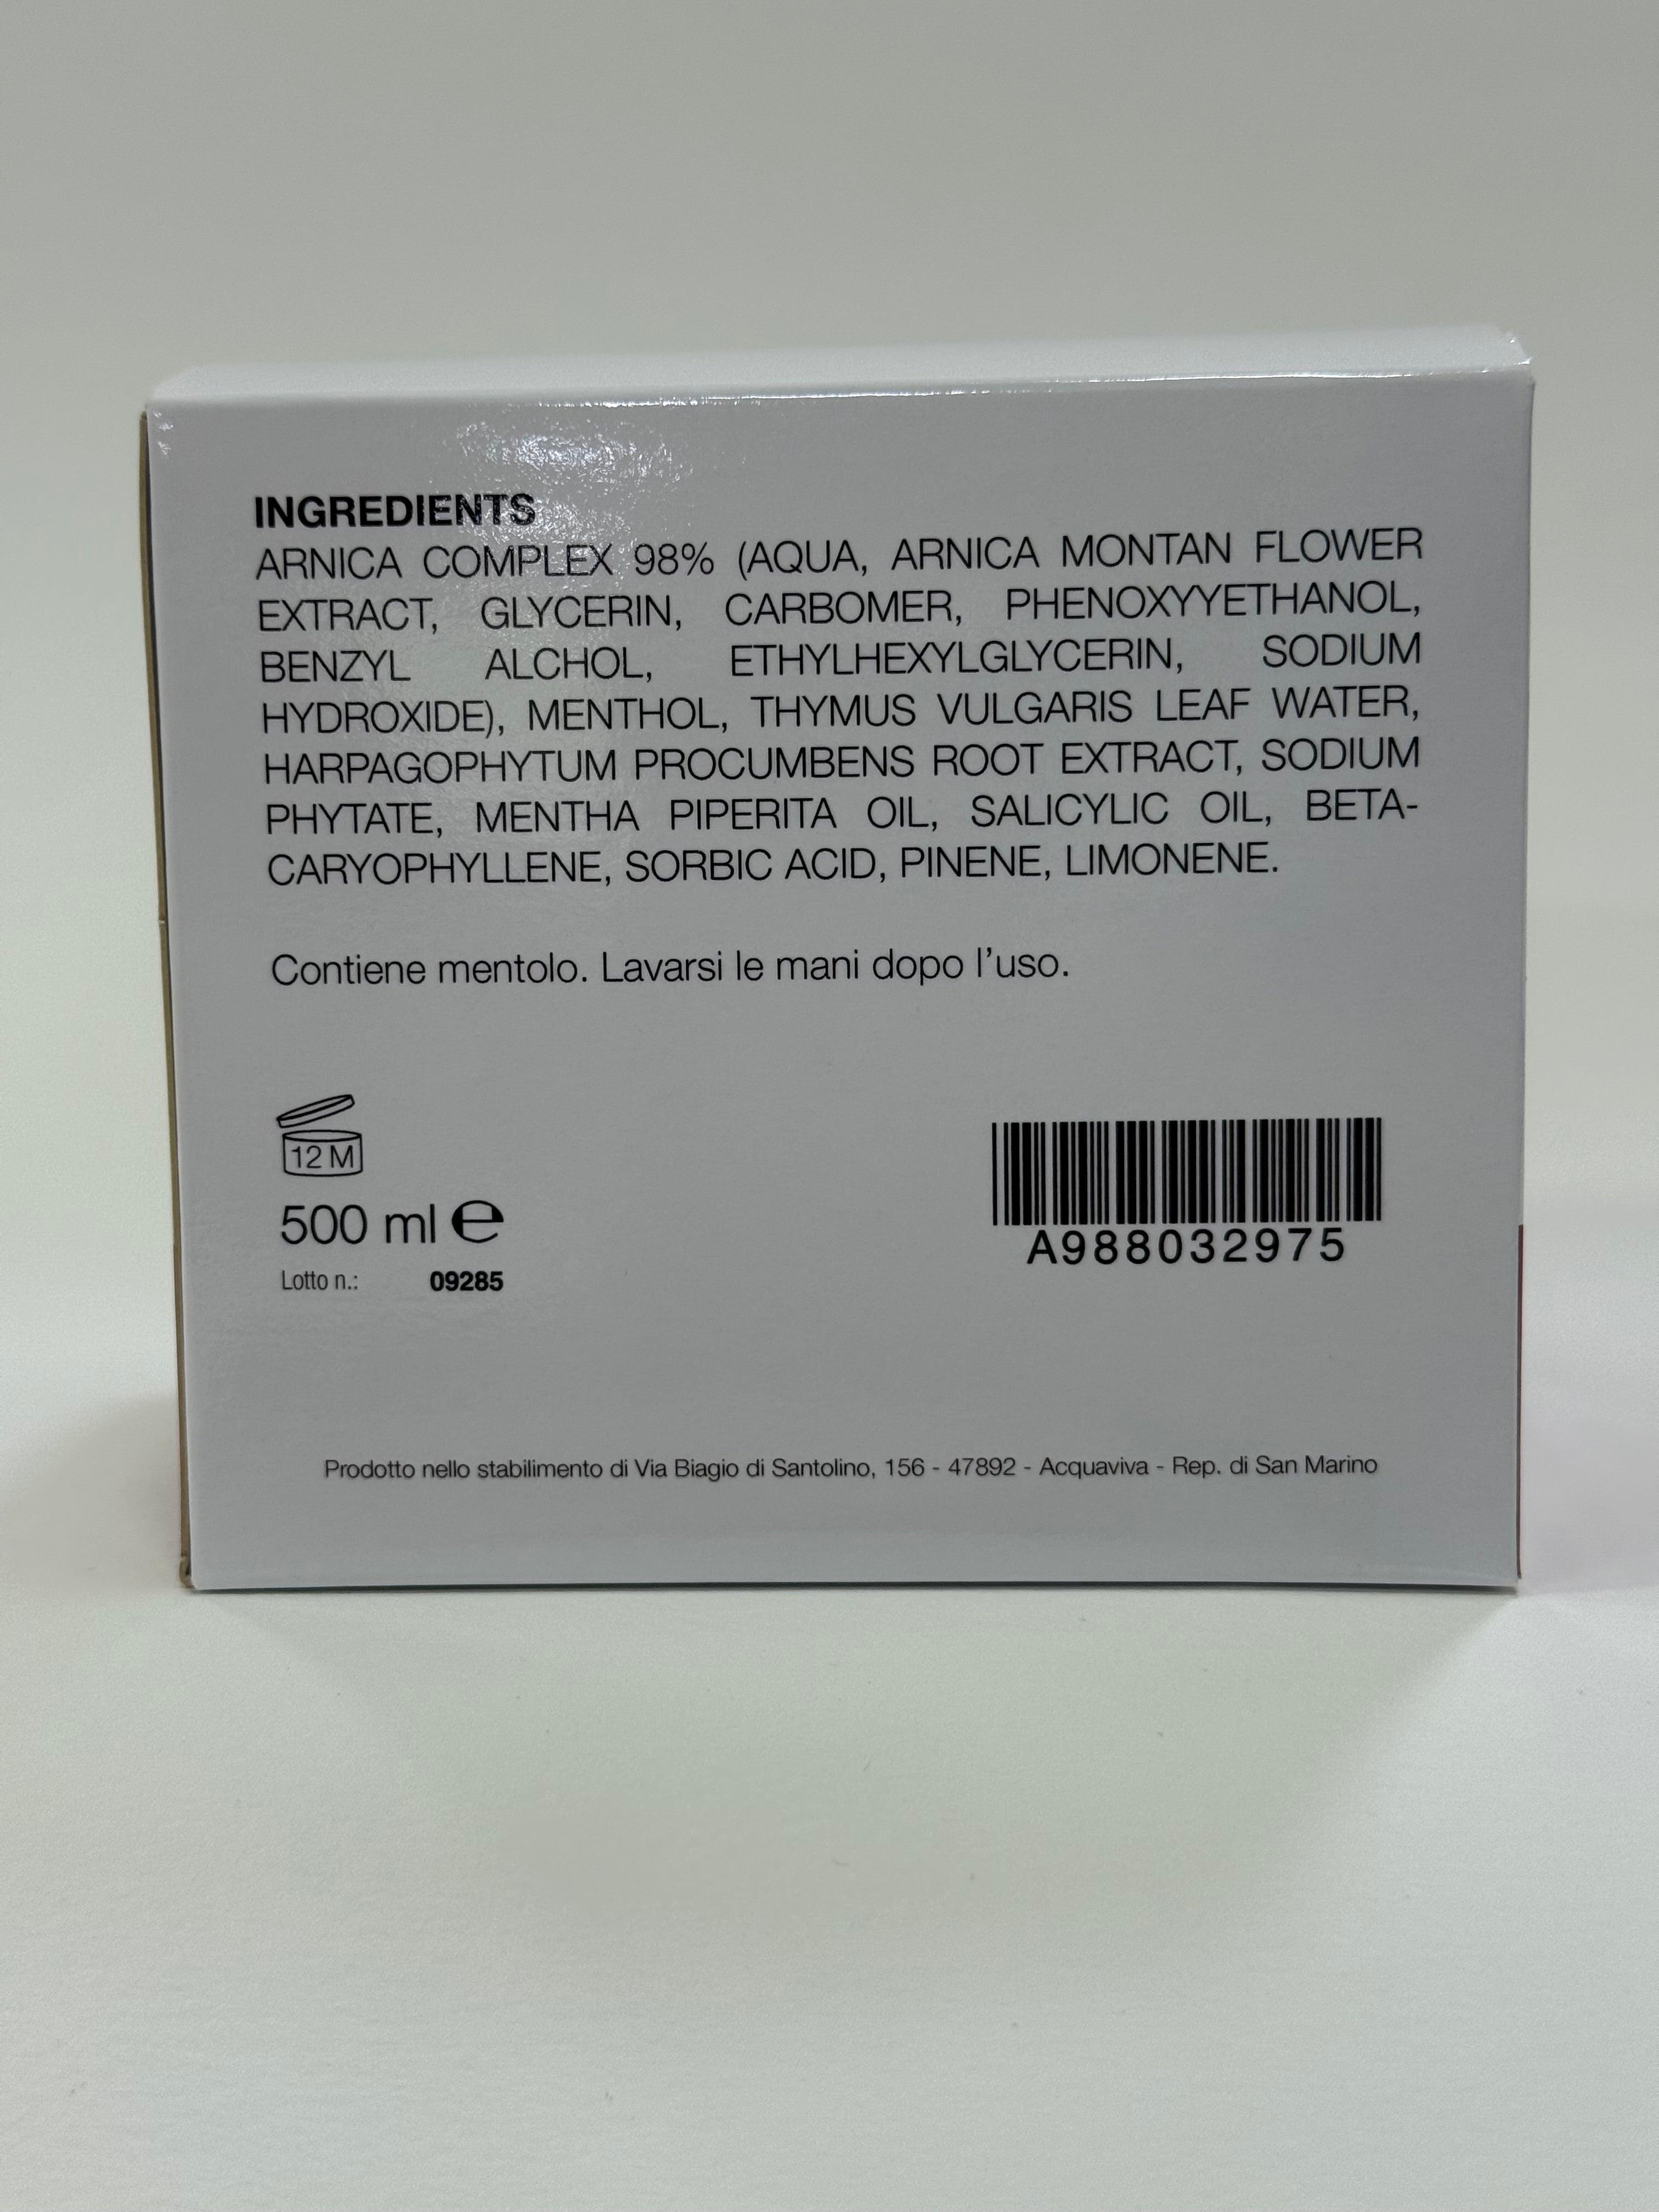 INGREDIENTS
ARNICA COMPLEX 98% (AQUA, ARNICA MONTAN FLOWER
EXTRACT, GLYCERIN, CARBOMER, PHENOXYYETHANOL,
BENZYL ALCHOL, ETHYLHEXYLGLYCERIN, SODIUM
HYDROXIDE), MENTHOL, THYMUS VULGARIS LEAF WATER,
HARPAGOPHYTUM PROCUMBENS ROOT EXTRACT, SODIUM
PHYTATE, MENTHA PIPERITA OIL, SALICYLIC OIL, BETA-
CARYOPHYLLENE, SORBIC ACID, PINENE, LIMONENE.
Contiene mentolo. Lavarsi le mani dopo l'uso.
12 M
500 ml e
Lotto n.: 09285
A988032975
Prodotto nello stabilimento di Via Biagio di Santolino, 156 - 47892 - Acquaviva - Rep. di San Marino